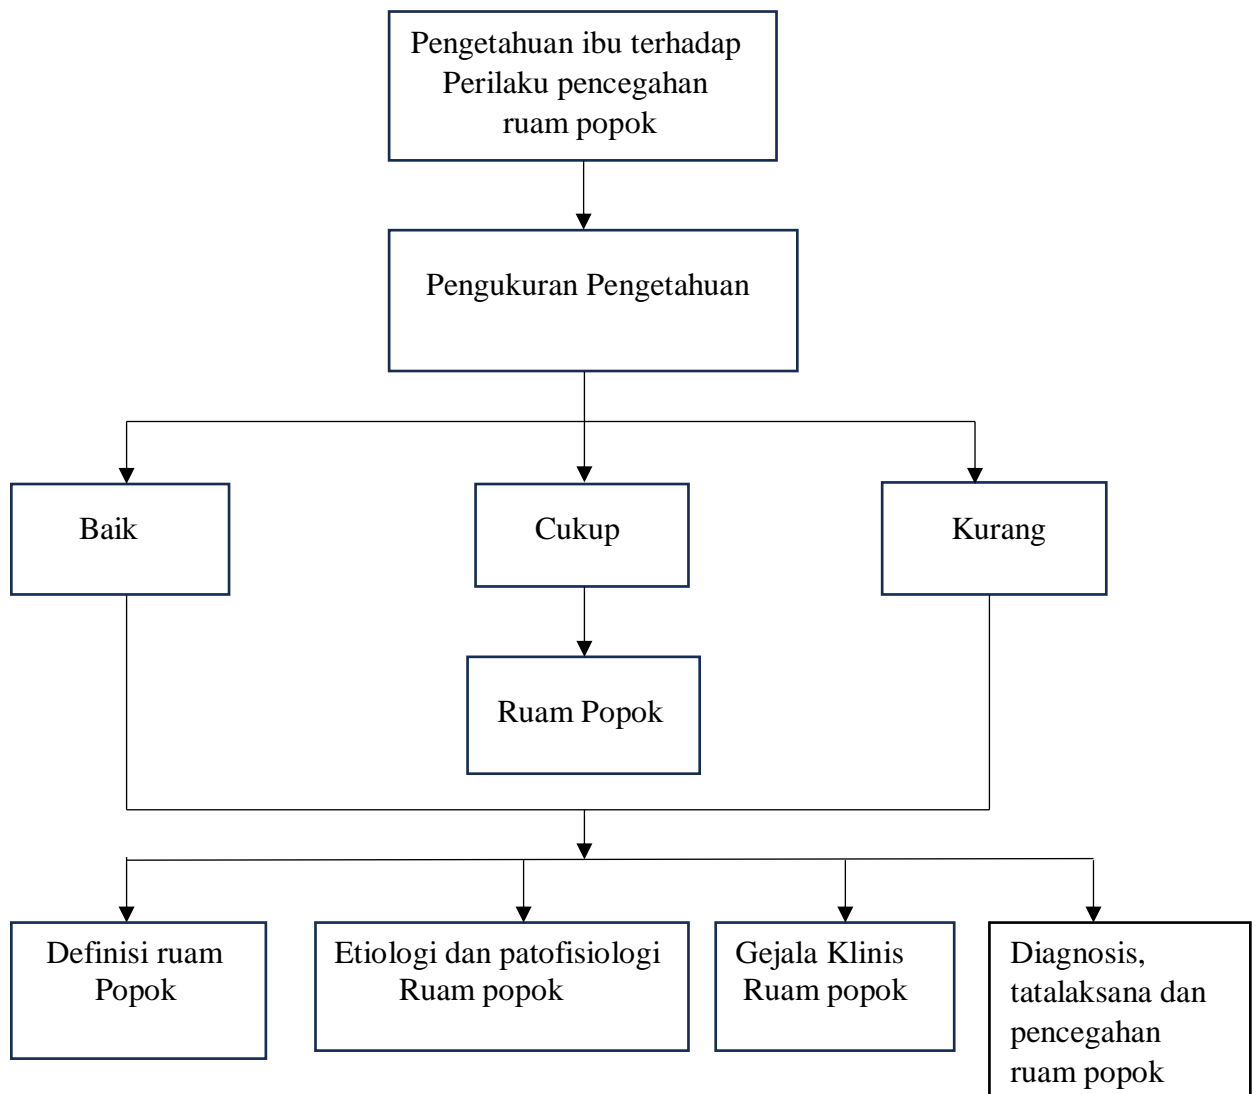 Pengetahuan ibu terhadap
Perilaku pencegahan
ruam popok
Pengukuran Pengetahuan
Baik
Cukup
Kurang
Ruam Popok
Definisi ruam
Popok
Etiologi dan patofisiologi
Ruam popok
Gejala Klinis
Ruam popok
Diagnosis,
tatalaksana dan
pencegahan
ruam popok